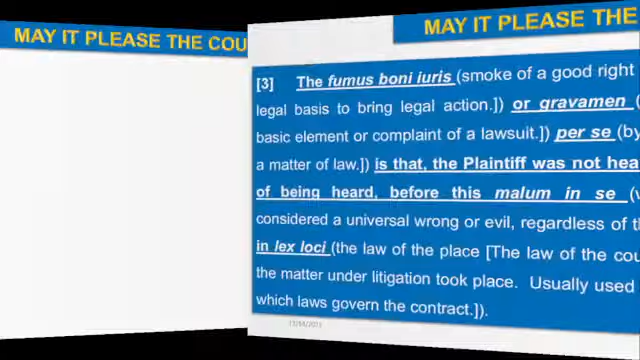 MAY IT PLEASE THE COU
MAY IT PLEASE THE
[3] The fumus boni iuris (smoke of a good right
legal basis to bring legal action.]) or gravamen (
basic element or complaint of a lawsuit.]) per se (by
a matter of law.]) is that, the Plaintiff was not hea
of being heard, before this malum in se (
considered a universal wrong or evil, regardless of t
in lex loci (the law of the place [The law of the cou
the matter under litigation took place. Usually used
which laws govern the contract.]).